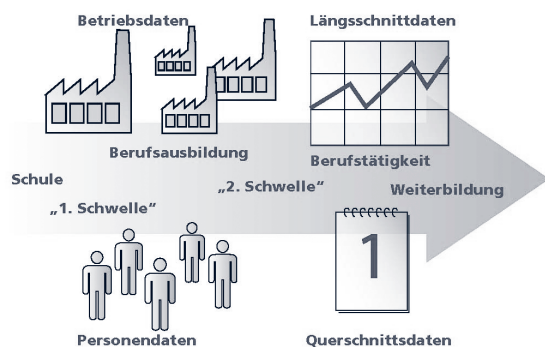 Betriebsdaten
Längsschnittdaten
Berufsausbildung
Berufstätigkeit
Schule
„2. Schwelle“
Weiterbildung
„1. Schwelle“
1
Personendaten
Querschnittsdaten